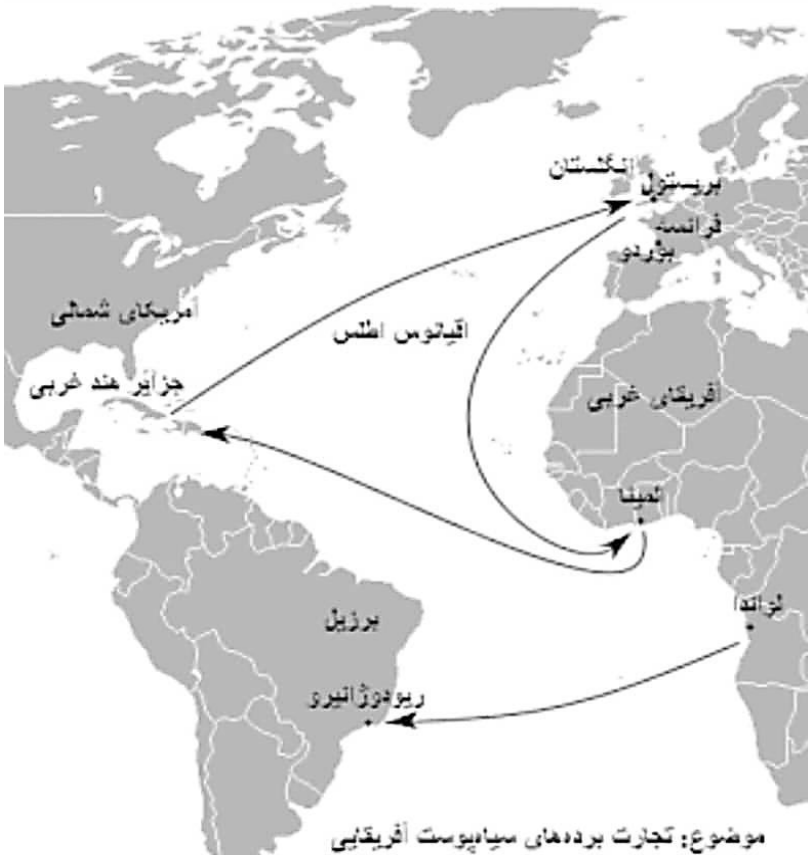 انگلستان
بریستول
فرانسه
بوردو
آمریکای شمالی
اقیانوس اطلس
جزایر هند غربی
آفریقای غربی
المینا
لواندا
برزیل
ریودوژانیرو
موضوع: تجارت برده‌های سیاه‌پوست آفریقایی